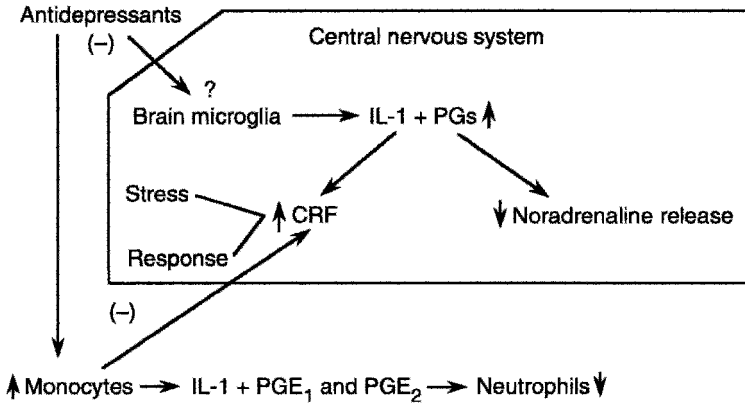 Antidepressants
(–)
Central nervous system
?
Brain microglia → IL-1 + PGs ↑
Stress
↑ CRF
↓ Noradrenaline release
Response
(–)
↑ Monocytes → IL-1 + PGE₁ and PGE₂ → Neutrophils ↓